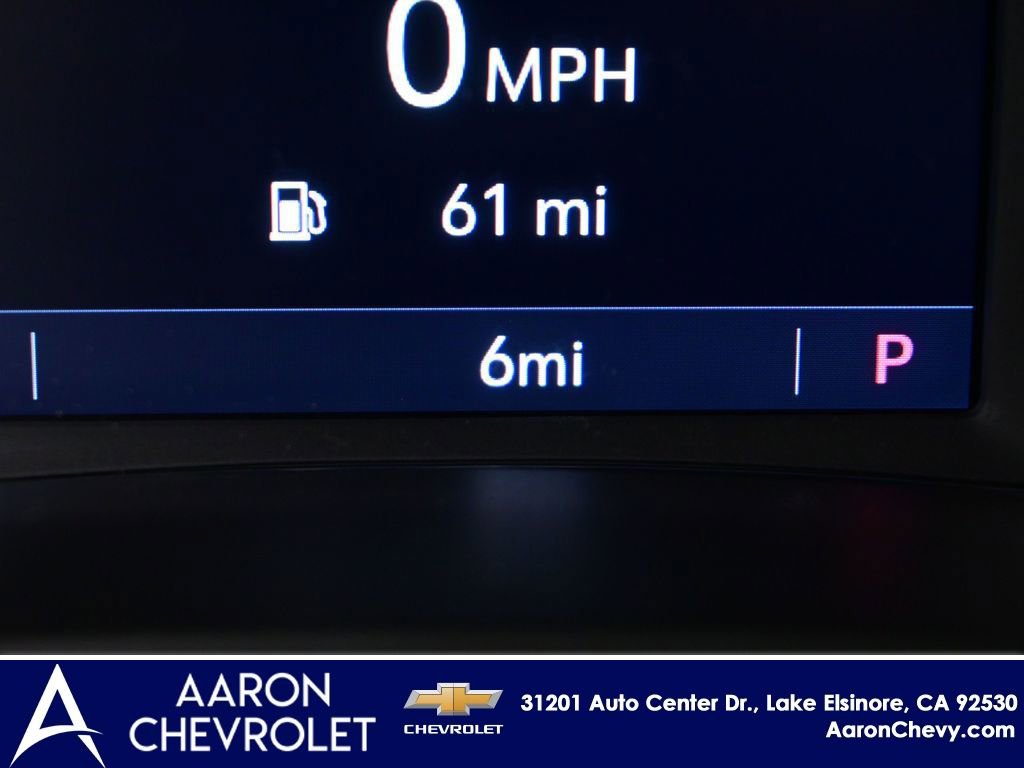 0 MPH
61 mi
6mi
P
AARON
CHEVROLET
CHEVROLET
31201 Auto Center Dr., Lake Elsinore, CA 92530
AaronChevy.com